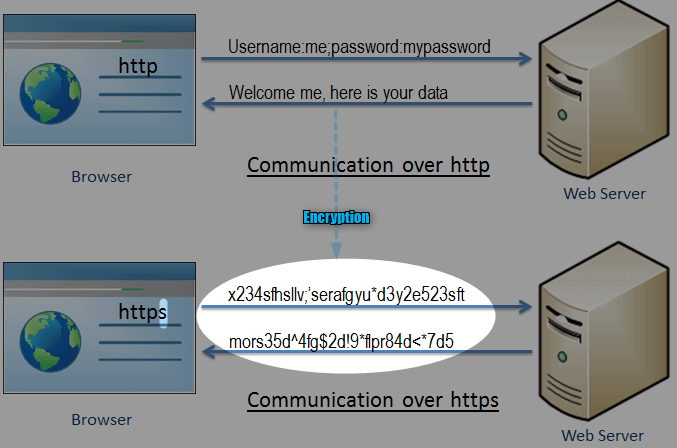 http
Username:me;password:mypassword
Welcome me, here is your data
Browser
Communication over http
Web Server
Encryption
https
x234sfhsllv;'serafgyu*d3y2e523sft
mors35d^4fg$2d!9*flpr84d<*7d5
Browser
Communication over https
Web Server